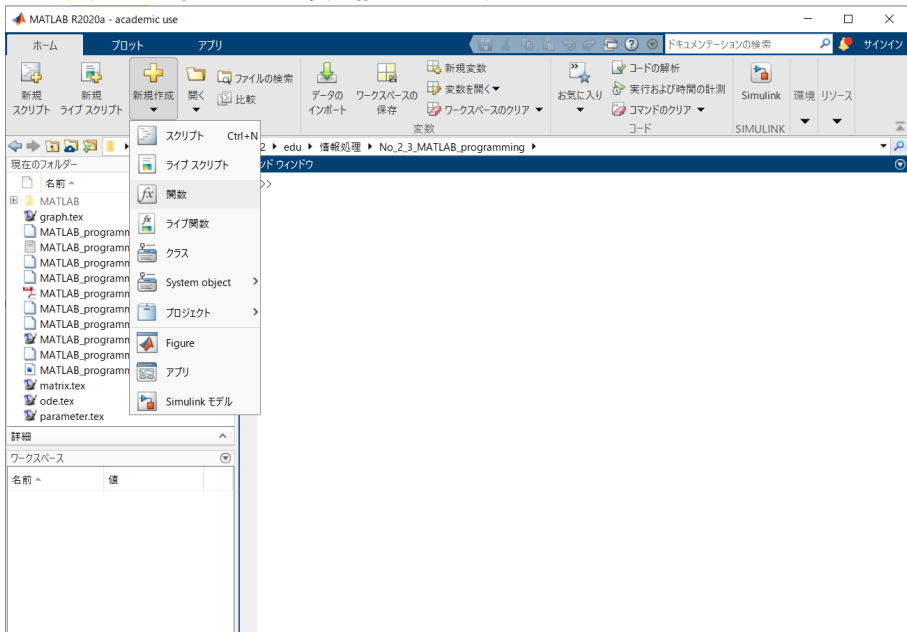 MATLAB R2020a - academic use
ホーム プロット アプリ
ドキュメンテーションの検索
サインイン
新規
スクリプト
新規
ライブ スクリプト
新規作成
開く
ファイルの検索
比較
データの
インポート
ワークスペースの
保存
新規変数
変数を開く
ワークスペースのクリア
変数
お気に入り
コードの解析
実行および時間の計測
コマンドのクリア
コード
Simulink
SIMULINK
環境
リソース
2 ▸ edu ▸ 情報処理 ▸ No_2_3_MATLAB_programming ▸
現在のフォルダー
名前
MATLAB
graph.tex
MATLAB_programm
MATLAB_programm
MATLAB_programm
MATLAB_programm
MATLAB_programm
MATLAB_programm
MATLAB_programm
MATLAB_programm
MATLAB_programm
MATLAB_programm
matrix.tex
ode.tex
parameter.tex
スクリプト Ctrl+N
ライブ スクリプト
fx 関数
fx ライブ関数
クラス
System object
プロジェクト
Figure
アプリ
Simulink モデル
ンド ウィンドウ
>>
詳細
ワークスペース
名前 値